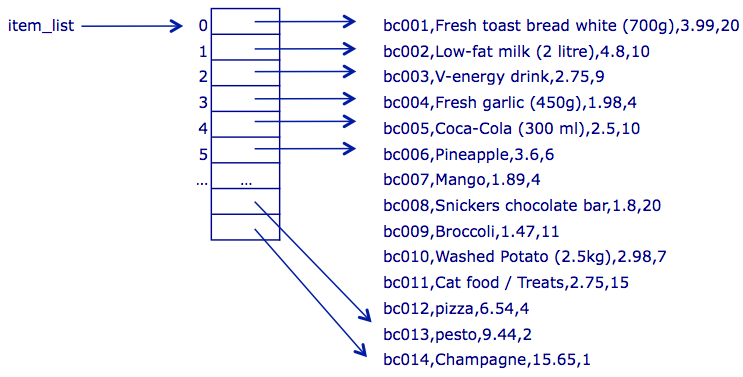 item_list
0
bc001,Fresh toast bread white (700g),3.99,20
1
bc002,Low-fat milk (2 litre),4.8,10
2
bc003,V-energy drink,2.75,9
3
bc004,Fresh garlic (450g),1.98,4
4
bc005,Coca-Cola (300 ml),2.5,10
5
bc006,Pineapple,3.6,6
... ...
bc007,Mango,1.89,4
bc008,Snickers chocolate bar,1.8,20
bc009,Broccoli,1.47,11
bc010,Washed Potato (2.5kg),2.98,7
bc011,Cat food / Treats,2.75,15
bc012,pizza,6.54,4
bc013,pesto,9.44,2
bc014,Champagne,15.65,1